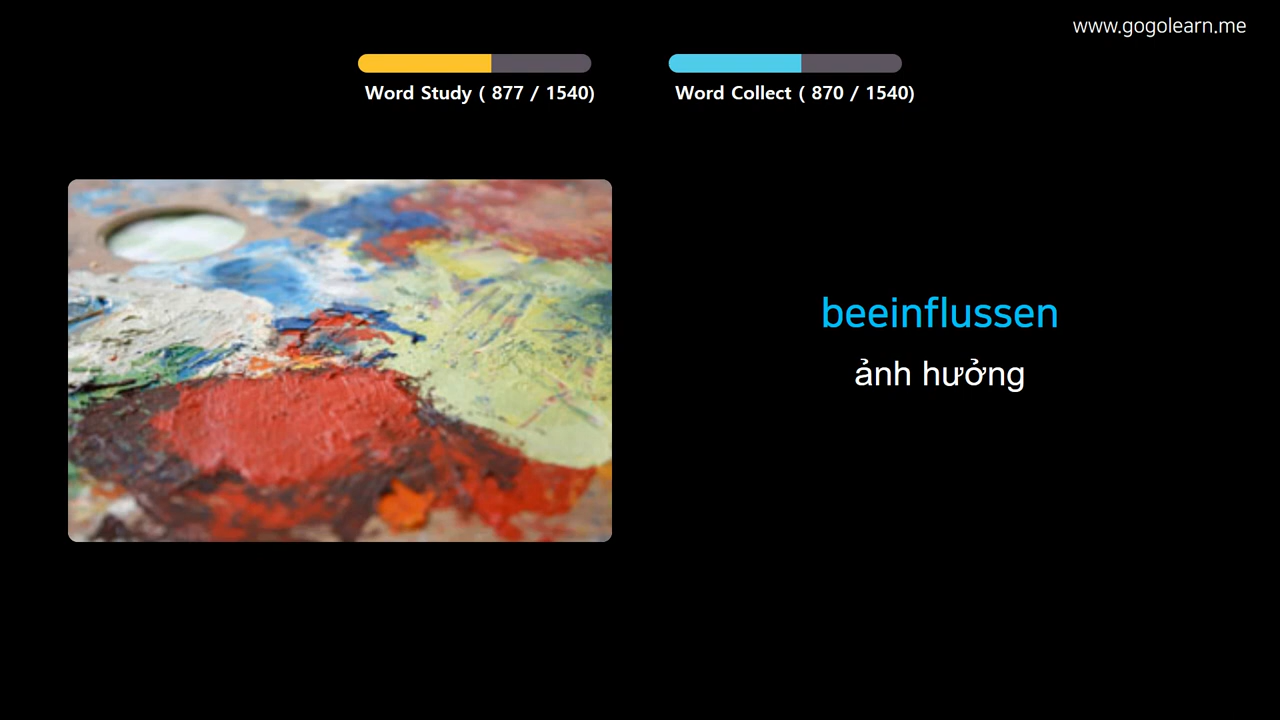 www.gogolearn.me
Word Study ( 877 / 1540)
Word Collect ( 870 / 1540)
beeinflussen
ảnh hưởng